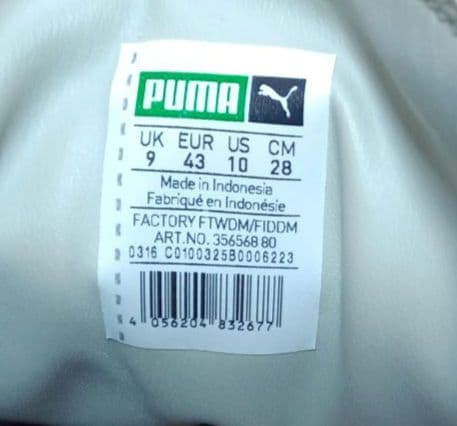 PUMA
UK EUR US CM
9 43 10 28
Made in Indonesia
Fabriqué en Indonésie
FACTORY FTWDM/FIDDM
ART.NO. 356568 80
0316 C0100325B0006223
4 056204 832677